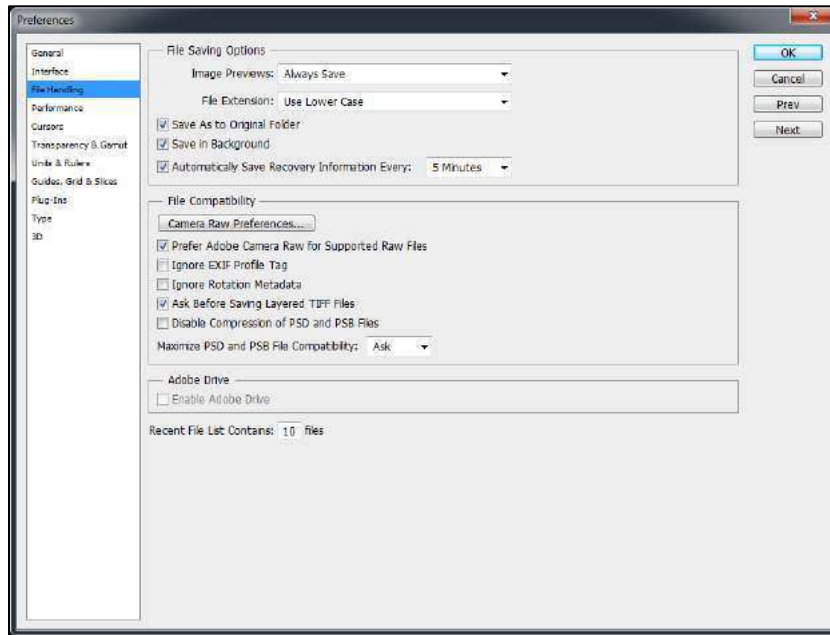 Preferences
General
Interface
File Handling
Performance
Cursors
Transparency & Gamut
Units & Rulers
Guides, Grid & Slices
Plug-Ins
Type
3D
File Saving Options
Image Previews: Always Save
File Extension: Use Lower Case
Save As to Original Folder
Save in Background
Automatically Save Recovery Information Every: 5 Minutes
File Compatibility
Camera Raw Preferences...
Prefer Adobe Camera Raw for Supported Raw Files
Ignore EXIF Profile Tag
Ignore Rotation Metadata
Ask Before Saving Layered TIFF Files
Disable Compression of PSD and PSB Files
Maximize PSD and PSB File Compatibility: Ask
Adobe Drive
Enable Adobe Drive
Recent File List Contains: 10 files
OK
Cancel
Prev
Next